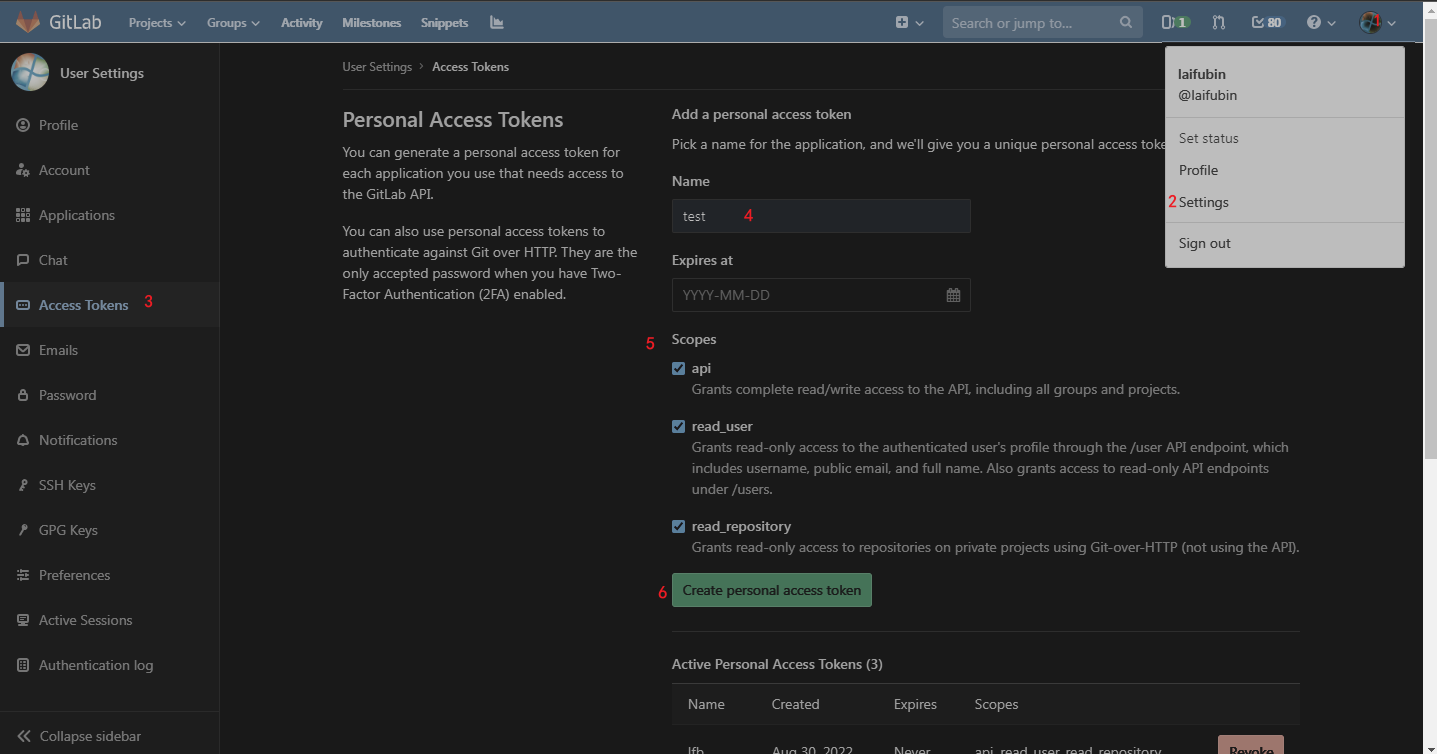 GitLab Projects Groups Activity Milestones Snippets Search or jump to... 1 80 1
User Settings
Profile
Account
Applications
Chat
Access Tokens 3
Emails
Password
Notifications
SSH Keys
GPG Keys
Preferences
Active Sessions
Authentication log
Collapse sidebar
User Settings > Access Tokens
Personal Access Tokens
You can generate a personal access token for
each application you use that needs access to
the GitLab API.
You can also use personal access tokens to
authenticate against Git over HTTP. They are the
only accepted password when you have Two-
Factor Authentication (2FA) enabled.
Add a personal access token
Pick a name for the application, and we'll give you a unique personal access toke
Name
test 4
Expires at
YYYY-MM-DD
5 Scopes
api
Grants complete read/write access to the API, including all groups and projects.
read_user
Grants read-only access to the authenticated user's profile through the /user API endpoint, which
includes username, public email, and full name. Also grants access to read-only API endpoints
under /users.
read_repository
Grants read-only access to repositories on private projects using Git-over-HTTP (not using the API).
6 Create personal access token
Active Personal Access Tokens (3)
Name Created Expires Scopes
lfb Aug 30, 2022 Never api, read_user, read_repository Revoke
laifubin
@laifubin
Set status
Profile
2 Settings
Sign out